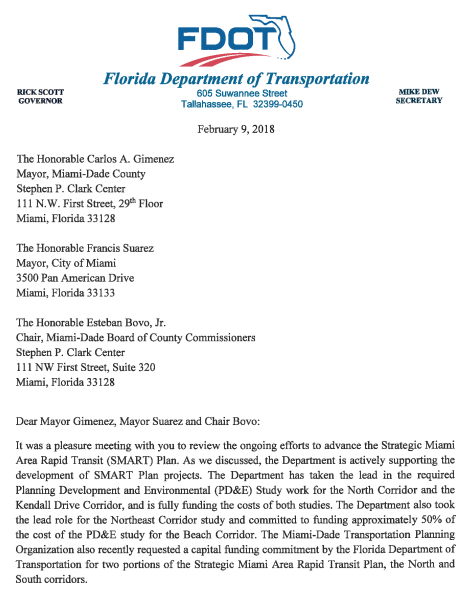 FDOT
Florida Department of Transportation
RICK SCOTT
GOVERNOR
605 Suwannee Street
Tallahassee, FL 32399-0450
MIKE DEW
SECRETARY
February 9, 2018
The Honorable Carlos A. Gimenez
Mayor, Miami-Dade County
Stephen P. Clark Center
111 N.W. First Street, 29th Floor
Miami, Florida 33128
The Honorable Francis Suarez
Mayor, City of Miami
3500 Pan American Drive
Miami, Florida 33133
The Honorable Esteban Bovo, Jr.
Chair, Miami-Dade Board of County Commissioners
Stephen P. Clark Center
111 NW First Street, Suite 320
Miami, Florida 33128
Dear Mayor Gimenez, Mayor Suarez and Chair Bovo:
It was a pleasure meeting with you to review the ongoing efforts to advance the Strategic Miami
Area Rapid Transit (SMART) Plan. As we discussed, the Department is actively supporting the
development of SMART Plan projects. The Department has taken the lead in the required
Planning Development and Environmental (PD&E) Study work for the North Corridor and the
Kendall Drive Corridor, and is fully funding the costs of both studies. The Department also took
the lead role for the Northeast Corridor study and committed to funding approximately 50% of
the cost of the PD&E study for the Beach Corridor. The Miami-Dade Transportation Planning
Organization also recently requested a capital funding commitment by the Florida Department of
Transportation for two portions of the Strategic Miami Area Rapid Transit Plan, the North and
South corridors.